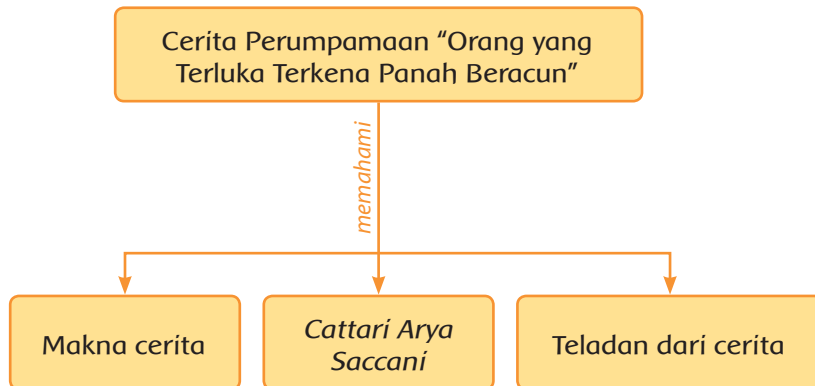 Cerita Perumpamaan “Orang yang
Terluka Terkena Panah Beracun”
memahami
Makna cerita
Cattari Arya
Saccani
Teladan dari cerita